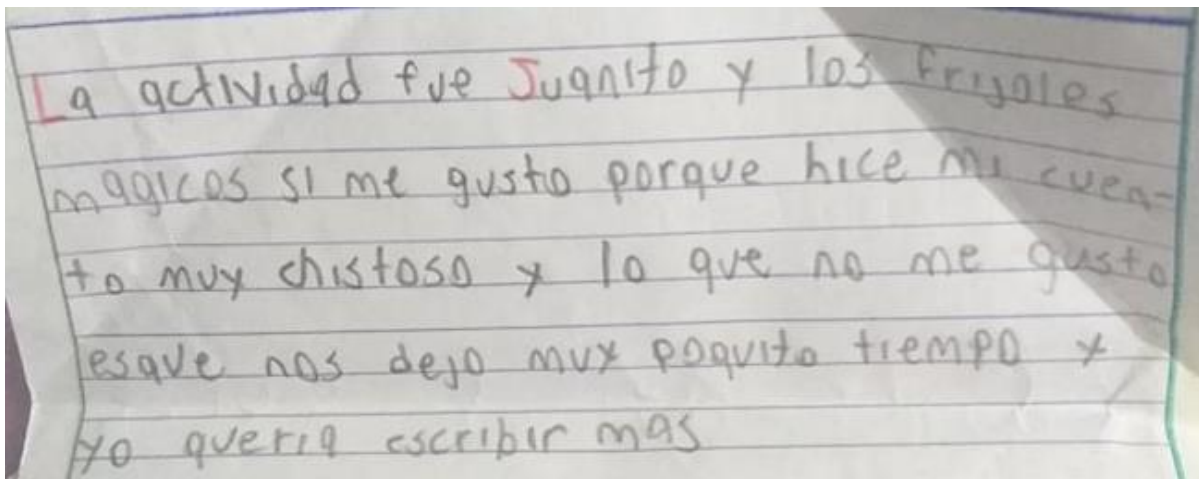 La actividad fue Juanito y los frijoles
magicos si me gusto porque hice mi cuen-
to muy chistoso y lo que no me gusto
esque nos dejo muy poquito tiempo y
yo queria escribir mas